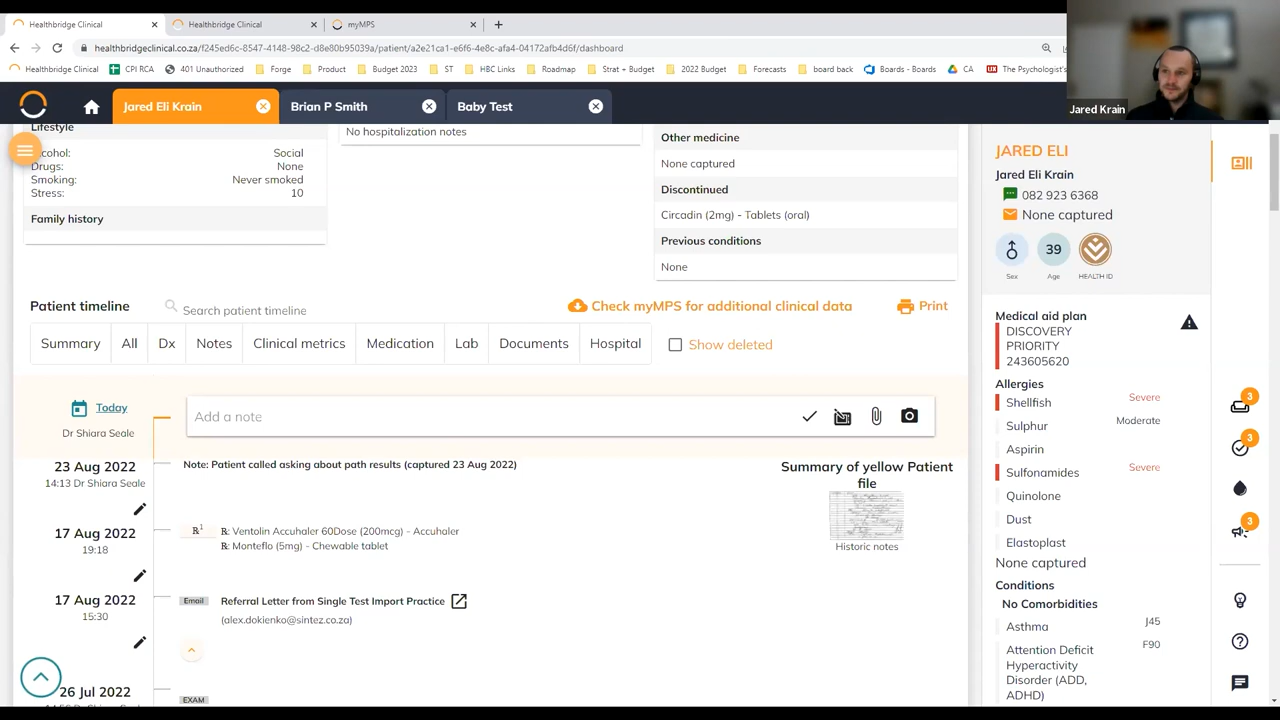 Healthbridge Clinical
Healthbridge Clinical
myMPS
healthbridgeclinical.co.za/f245ed6c-8547-4148-98c2-d8e80b95039a/patient/a2e21ca1-e6f6-4e8c-afa4-04172afb4d6f/dashboard
Healthbridge Clinical
CPI RCA
401 Unauthorized
Forge
Product
Budget 2023
ST
HBC Links
Roadmap
Strat + Budget
2022 Budget
Forecasts
board back
Boards - Boards
CA
The Psychologist's
Jared Krain
Jared Eli Krain
Brian P Smith
Baby Test
Lifestyle
Alcohol: Social
Drugs: None
Smoking: Never smoked
Stress: 10
Family history
No hospitalization notes
Other medicine
None captured
Discontinued
Circadin (2mg) - Tablets (oral)
Previous conditions
None
Patient timeline
Search patient timeline
Check myMPS for additional clinical data
Print
Summary
All
Dx
Notes
Clinical metrics
Medication
Lab
Documents
Hospital
Show deleted
Today
Dr Shiara Seale
Add a note
23 Aug 2022
14:13 Dr Shiara Seale
Note: Patient called asking about path results (captured 23 Aug 2022)
Summary of yellow Patient
file
Historic notes
17 Aug 2022
19:18
℞: Ventolin Accuhaler 60Dose (200mcg) - Accuhaler
℞: Monteflo (5mg) - Chewable tablet
17 Aug 2022
15:30
Email
Referral Letter from Single Test Import Practice
(alex.dokienko@sintez.co.za)
26 Jul 2022
EXAM
JARED ELI
Jared Eli Krain
082 923 6368
None captured
39
Sex
Age
HEALTH ID
Medical aid plan
DISCOVERY
PRIORITY
243605620
Allergies
Shellfish Severe
Sulphur Moderate
Aspirin
Sulfonamides Severe
Quinolone
Dust
Elastoplast
None captured
Conditions
No Comorbidities
Asthma J45
Attention Deficit F90
Hyperactivity
Disorder (ADD,
ADHD)
3
3
3